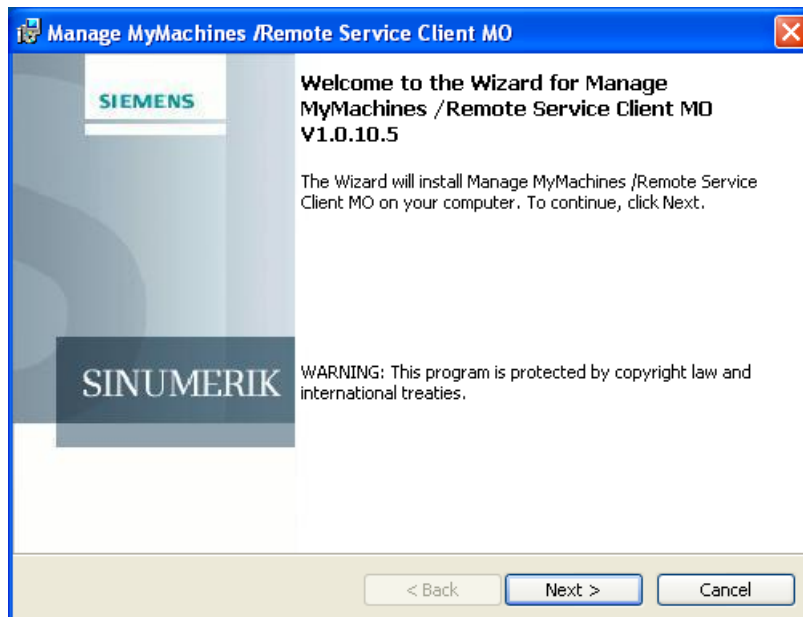 Manage MyMachines /Remote Service Client MO
SIEMENS
Welcome to the Wizard for Manage
MyMachines /Remote Service Client MO
V1.0.10.5
The Wizard will install Manage MyMachines /Remote Service
Client MO on your computer. To continue, click Next.
SINUMERIK
WARNING: This program is protected by copyright law and
international treaties.
< Back
Next >
Cancel